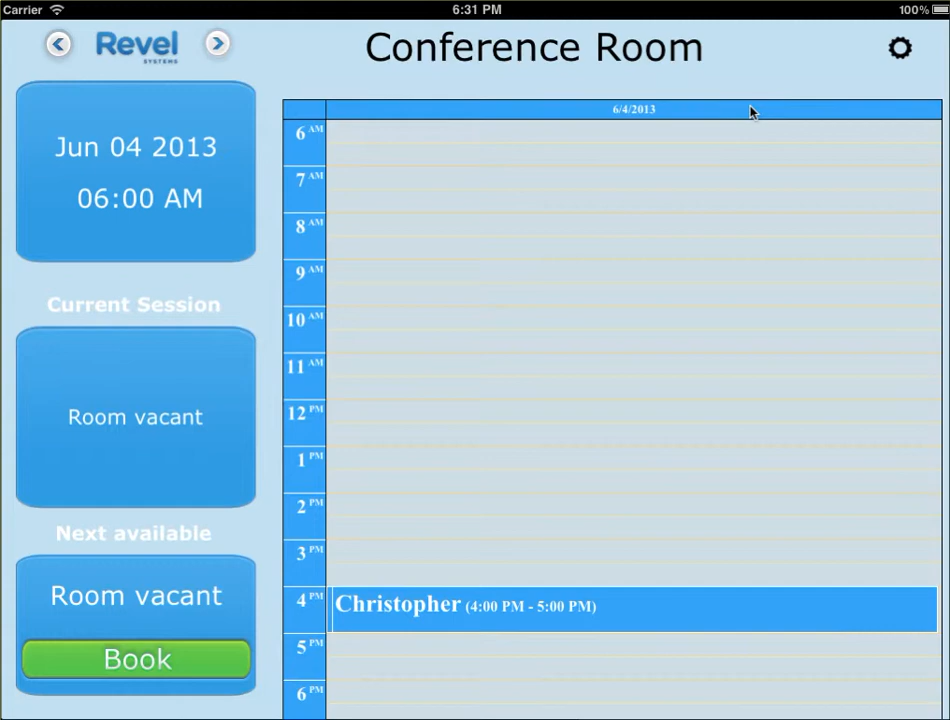 Carrier 6:31 PM 100%
Revel
SYSTEMS
Conference Room
Jun 04 2013
06:00 AM
Current Session
Room vacant
Next available
Room vacant
Book
6/4/2013
6 AM
7 AM
8 AM
9 AM
10 AM
11 AM
12 PM
1 PM
2 PM
3 PM
4 PM Christopher (4:00 PM - 5:00 PM)
5 PM
6 PM